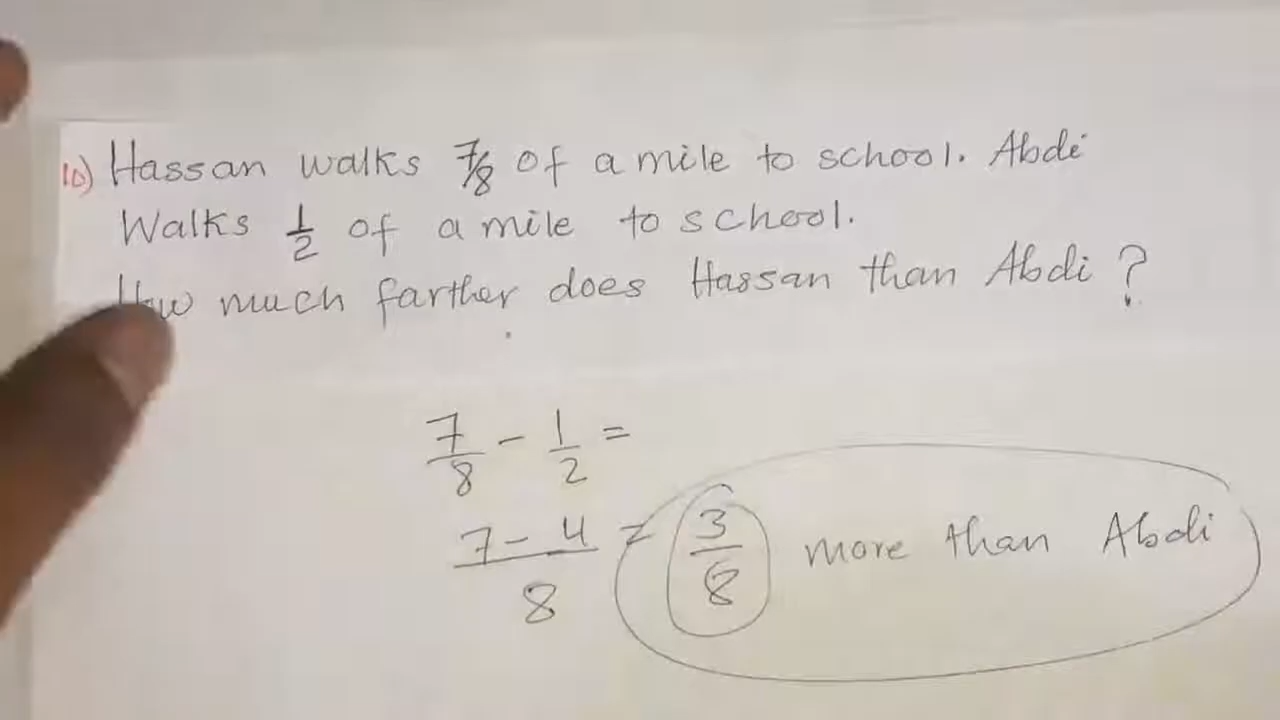 10) Hassan walks 7/8 of a mile to school. Abdi
Walks 1/2 of a mile to school.
How much farther does Hassan than Abdi ?
7/8 - 1/2 =
7 - 4 / 8 = 3/8 more than Abdi